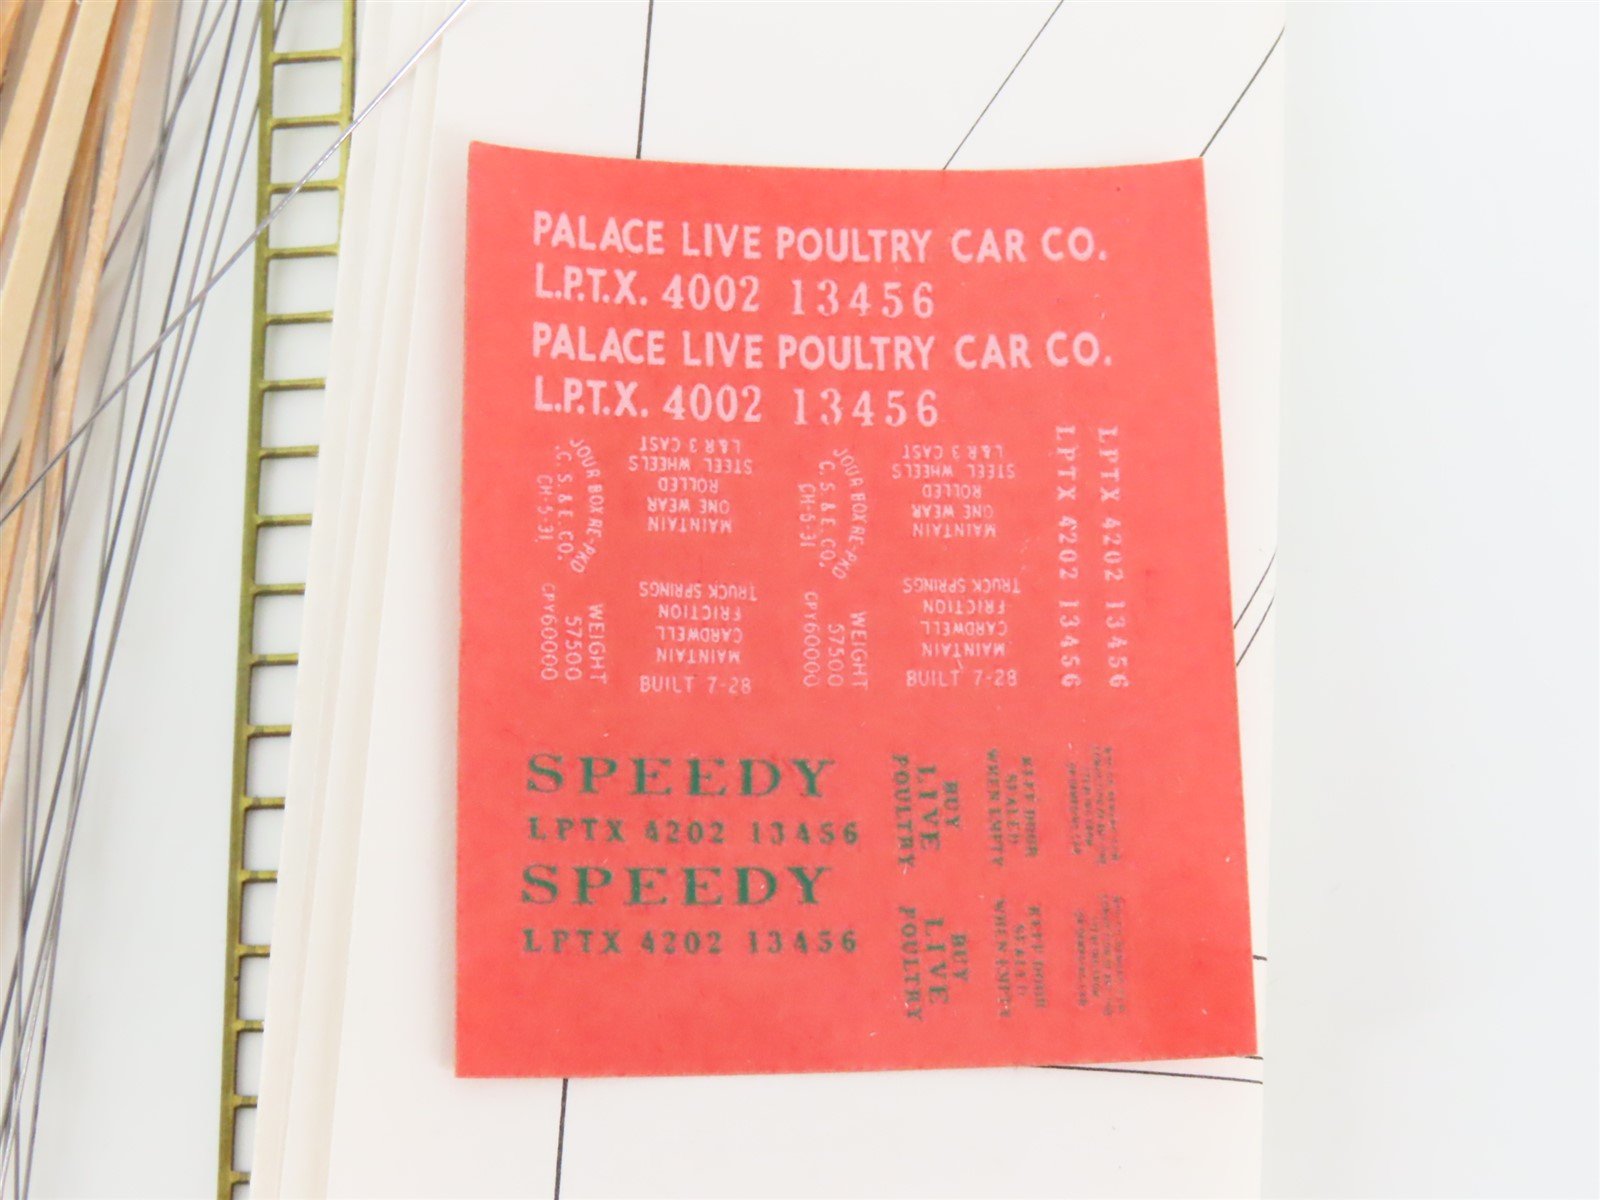 PALACE LIVE POULTRY CAR CO.
L.P.T.X. 4002 13456
PALACE LIVE POULTRY CAR CO.
L.P.T.X. 4002 13456
JOUR BOX RE-PKD
C. S. & E. CO.
CH-5-31
MAINTAIN
ONE WEAR
ROLLED
STEEL WHEELS
L&R 3 CAST
JOUR BOX RE-PKD
C. S. & E. CO.
CH-5-31
MAINTAIN
ONE WEAR
ROLLED
STEEL WHEELS
L&R 3 CAST
LPTX 4202 13456
LPTX 4202 13456
WEIGHT
57500
CPY60000
MAINTAIN
CARDWELL
FRICTION
TRUCK SPRINGS
BUILT 7-28
WEIGHT
57500
CPY60000
MAINTAIN
CARDWELL
FRICTION
TRUCK SPRINGS
BUILT 7-28
SPEEDY
LPTX 4202 13456
SPEEDY
LPTX 4202 13456
BUY
LIVE
POULTRY
KEEP DOOR
SEALED
WHEN EMPTY
BUY
LIVE
POULTRY
KEEP DOOR
SEALED
WHEN EMPTY